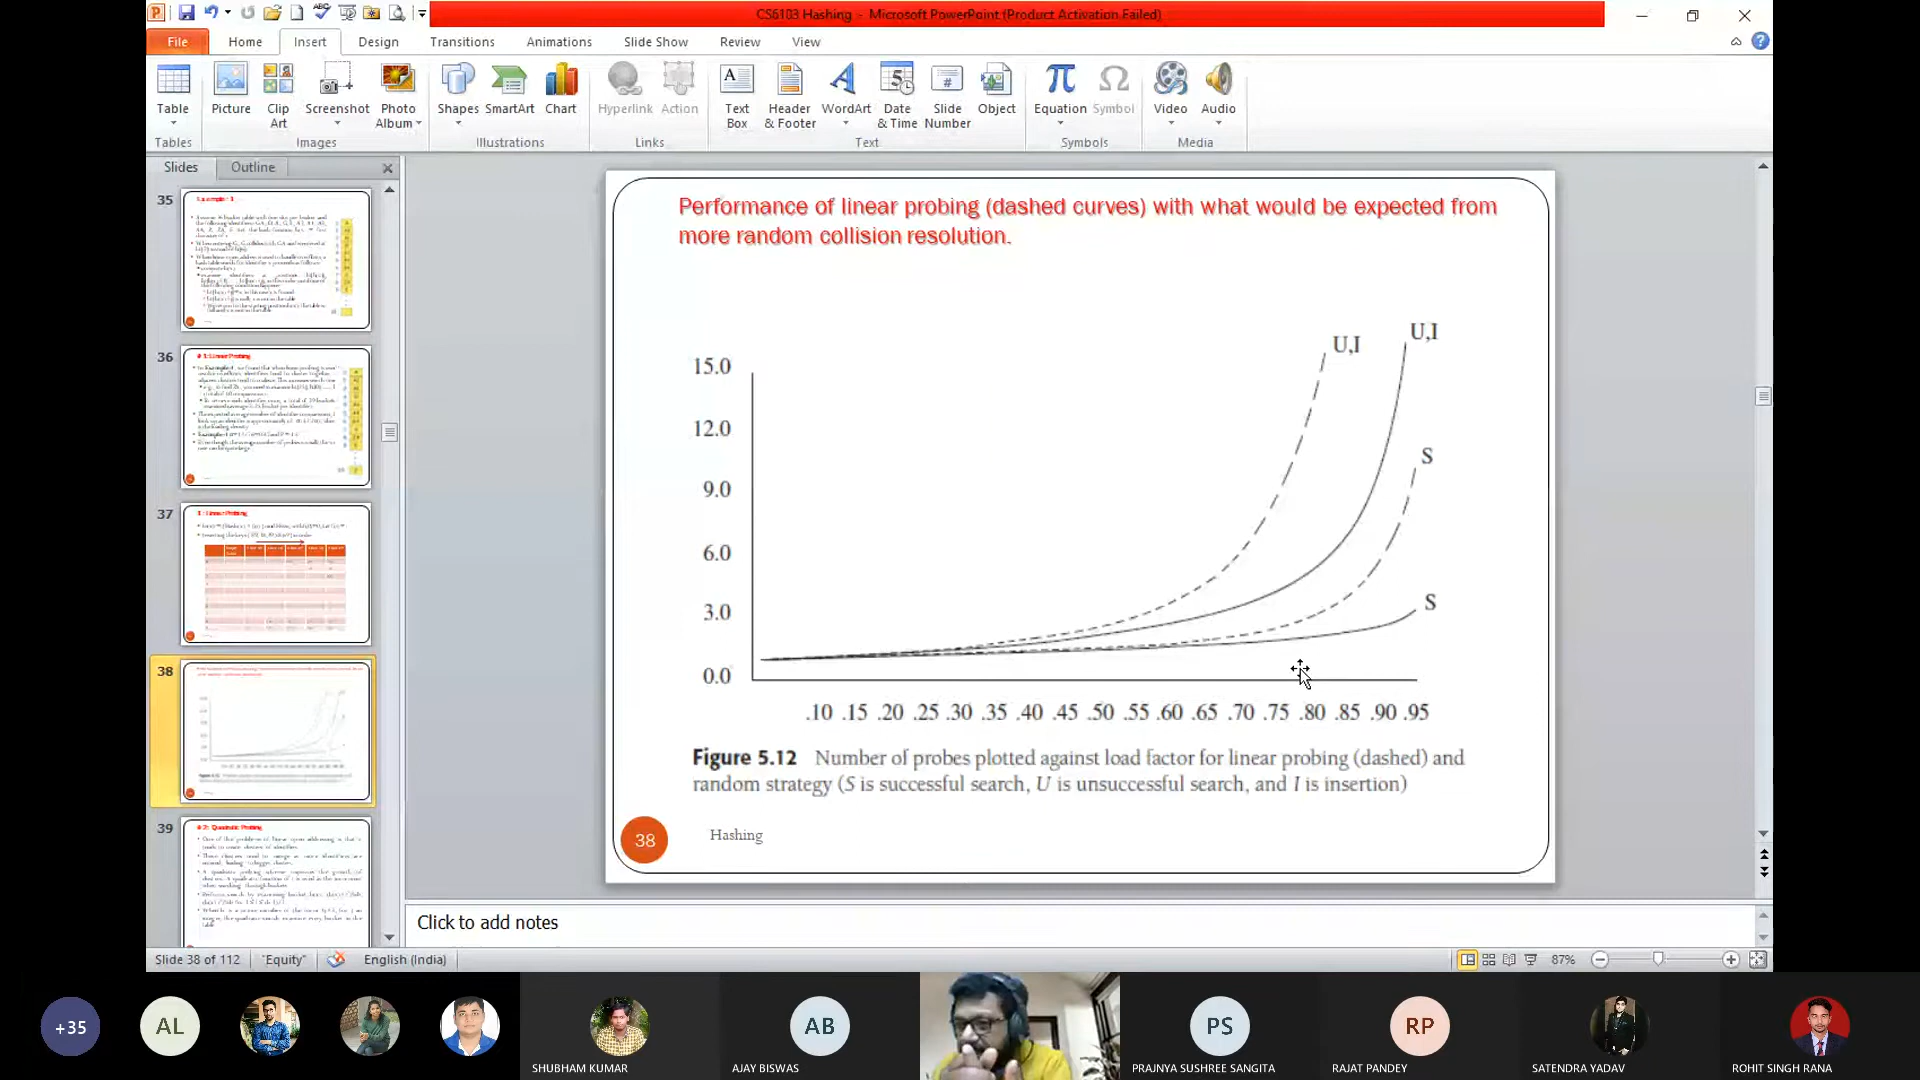 CS6103 Hashing - Microsoft PowerPoint (Product Activation Failed)
File Home Insert Design Transitions Animations Slide Show Review View
Table Picture Clip Art Screenshot Photo Album Shapes SmartArt Chart Hyperlink Action Text Box Header & Footer WordArt Date & Time Slide Number Object Equation Symbol Video Audio
Tables Images Illustrations Links Text Symbols Media
Slides Outline
35
36
37
38
39
Performance of linear probing (dashed curves) with what would be expected from
more random collision resolution.
U,I
U,I
15.0
12.0
S
9.0
6.0
3.0
S
0.0
.10 .15 .20 .25 .30 .35 .40 .45 .50 .55 .60 .65 .70 .75 .80 .85 .90 .95
Figure 5.12 Number of probes plotted against load factor for linear probing (dashed) and
random strategy (S is successful search, U is unsuccessful search, and I is insertion)
38 Hashing
Click to add notes
Slide 38 of 112 "Equity" English (India) 87%
+35 AL AB PS RP
SHUBHAM KUMAR AJAY BISWAS PRAJNYA SUSHREE SANGITA RAJAT PANDEY SATENDRA YADAV ROHIT SINGH RANA